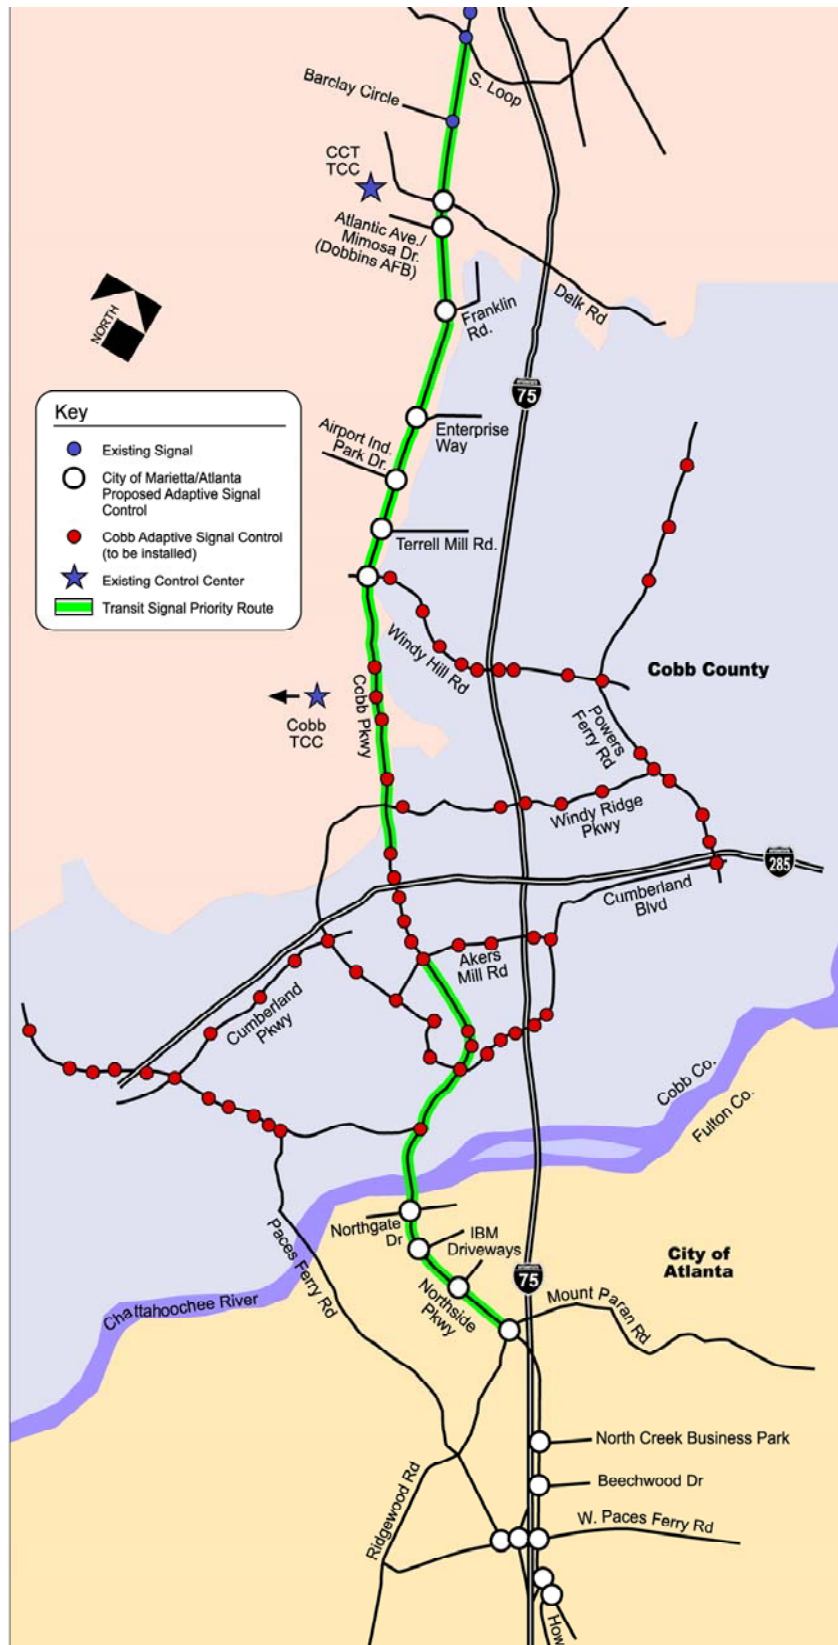 S. Loop
Barclay Circle
CCT
TCC
Atlantic Ave./
Mimosa Dr.
(Dobbins AFB)
Delk Rd
Franklin
Rd.
NORTH
75
Key
Existing Signal
City of Marietta/Atlanta
Proposed Adaptive Signal
Control
Cobb Adaptive Signal Control
(to be installed)
Existing Control Center
Transit Signal Priority Route
Enterprise
Way
Airport Ind.
Park Dr.
Terrell Mill Rd.
Windy Hill Rd
Cobb County
Cobb Pkwy
Powers
Ferry Rd
Cobb
TCC
Windy Ridge
Pkwy
285
Cumberland
Blvd
Akers
Mill Rd
Cumberland
Pkwy
Cobb Co.
Fulton Co.
Northgate
Dr
IBM
Driveways
Paces Ferry Rd
City of
Atlanta
75
Chattahoochee River
Northside
Pkwy
Mount Paran Rd
North Creek Business Park
Beechwood Dr
Ridgewood Rd
W. Paces Ferry Rd
How